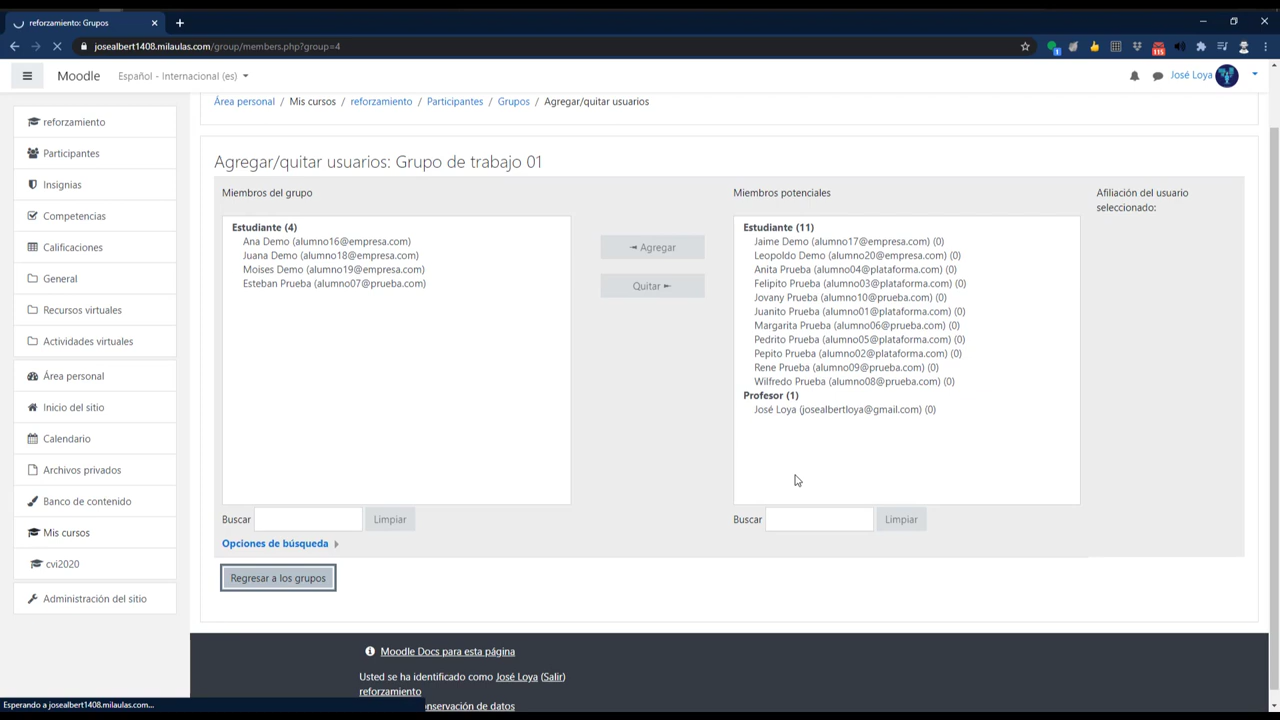 reforzamiento: Grupos
josealbert1408.milaulas.com/group/members.php?group=4
115
1
Moodle
Español - Internacional (es)
José Loya
reforzamiento
Participantes
Insignias
Competencias
Calificaciones
General
Recursos virtuales
Actividades virtuales
Área personal
Inicio del sitio
Calendario
Archivos privados
Banco de contenido
Mis cursos
cvi2020
Administración del sitio
Área personal / Mis cursos / reforzamiento / Participantes / Grupos / Agregar/quitar usuarios
Agregar/quitar usuarios: Grupo de trabajo 01
Miembros del grupo
Estudiante (4)
Ana Demo (alumno16@empresa.com)
Juana Demo (alumno18@empresa.com)
Moises Demo (alumno19@empresa.com)
Esteban Prueba (alumno07@prueba.com)
Buscar
Limpiar
Opciones de búsqueda
Agregar
Quitar
Miembros potenciales
Estudiante (11)
Jaime Demo (alumno17@empresa.com) (0)
Leopoldo Demo (alumno20@empresa.com) (0)
Anita Prueba (alumno04@plataforma.com) (0)
Felipito Prueba (alumno03@plataforma.com) (0)
Jovany Prueba (alumno10@prueba.com) (0)
Juanito Prueba (alumno01@plataforma.com) (0)
Margarita Prueba (alumno06@prueba.com) (0)
Pedrito Prueba (alumno05@plataforma.com) (0)
Pepito Prueba (alumno02@plataforma.com) (0)
Rene Prueba (alumno09@prueba.com) (0)
Wilfredo Prueba (alumno08@prueba.com) (0)
Profesor (1)
José Loya (josealbertloya@gmail.com) (0)
Buscar
Limpiar
Afiliación del usuario
seleccionado:
Regresar a los grupos
Moodle Docs para esta página
Usted se ha identificado como José Loya (Salir)
reforzamiento
onservación de datos
Esperando a josealbert1408.milaulas.com...